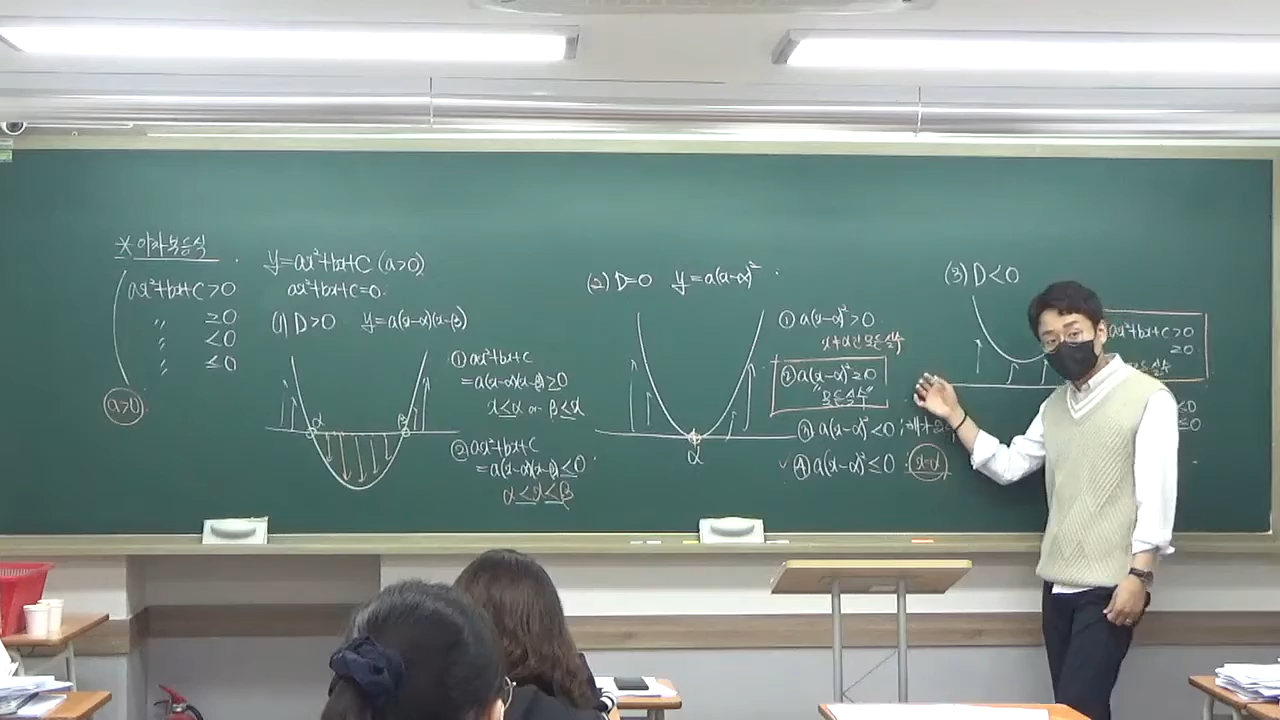 ※ 이차부등식
ax²+bx+c>0
〃 ≥0
〃 <0
〃 ≤0
a>0
y=ax²+bx+c (a>0)
ax²+bx+c=0
(1) D>0 y=a(x-α)(x-β)
α β
① ax²+bx+c
=a(x-α)(x-β)≥0
x≤α or β≤x
② ax²+bx+c
=a(x-α)(x-β)≤0
α≤x≤β
(2) D=0 y=a(x-α)²
α
① a(x-α)²>0
x≠α인 모든실수
② a(x-α)²≥0
"모든실수"
③ a(x-α)²<0 ; 해가
④ a(x-α)²≤0 x=α
(3) D<0
ax²+bx+c>0
≥0
<0
≤0